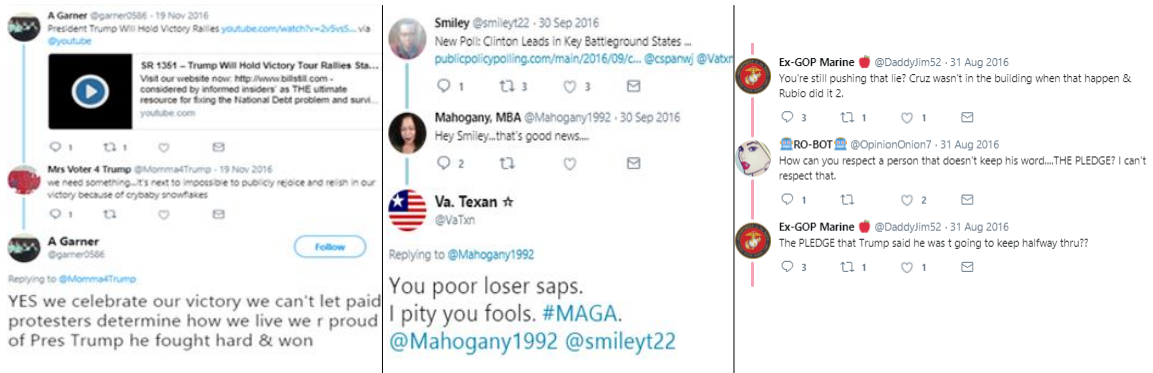 A Garner @garner0586 · 19 Nov 2016
President Trump Will Hold Victory Rallies youtube.com/watch?v=2v5vsS... via
@youtube
SR 1351 – Trump Will Hold Victory Tour Rallies Sta...
Visit our website now: http://www.billstill.com -
considered by informed insiders' as THE ultimate
resource for fixing the National Debt problem and survi...
youtube.com
1 1
Mrs Voter 4 Trump @Momma4Trump · 19 Nov 2016
we need something...it's next to impossible to publicly rejoice and relish in our
victory because of crybaby snowflakes
1
A Garner
@garner0586
Follow
Replying to @Momma4Trump
YES we celebrate our victory we can't let paid
protesters determine how we live we r proud
of Pres Trump he fought hard & won
Smiley @smileyt22 · 30 Sep 2016
New Poll: Clinton Leads in Key Battleground States ...
publicpolicypolling.com/main/2016/09/c... @cspanwj @Vatxn
1 3 3
Mahogany, MBA @Mahogany1992 · 30 Sep 2016
Hey Smiley...that's good news....
2
Va. Texan ☆
@VaTxn
Replying to @Mahogany1992
You poor loser saps.
I pity you fools. #MAGA.
@Mahogany1992 @smileyt22
Ex-GOP Marine @DaddyJim52 · 31 Aug 2016
You're still pushing that lie? Cruz wasn't in the building when that happen &
Rubio did it 2.
3 1 1
RO-BOT @OpinionOnion7 · 31 Aug 2016
How can you respect a person that doesn't keep his word....THE PLEDGE? I can't
respect that.
1 2
Ex-GOP Marine @DaddyJim52 · 31 Aug 2016
The PLEDGE that Trump said he was t going to keep halfway thru??
3 1 1